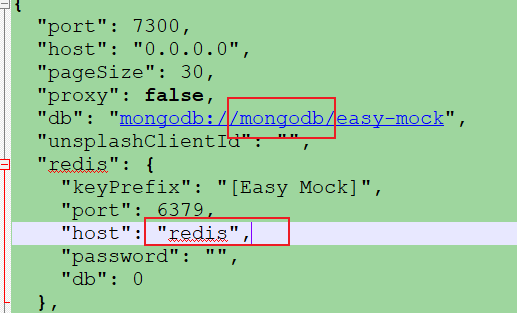 {
"port": 7300,
"host": "0.0.0.0",
"pageSize": 30,
"proxy": false,
"db": "mongodb://mongodb/easy-mock",
"unsplashClientId": "",
"redis": {
"keyPrefix": "[Easy Mock]",
"port": 6379,
"host": "redis",
"password": "",
"db": 0
},